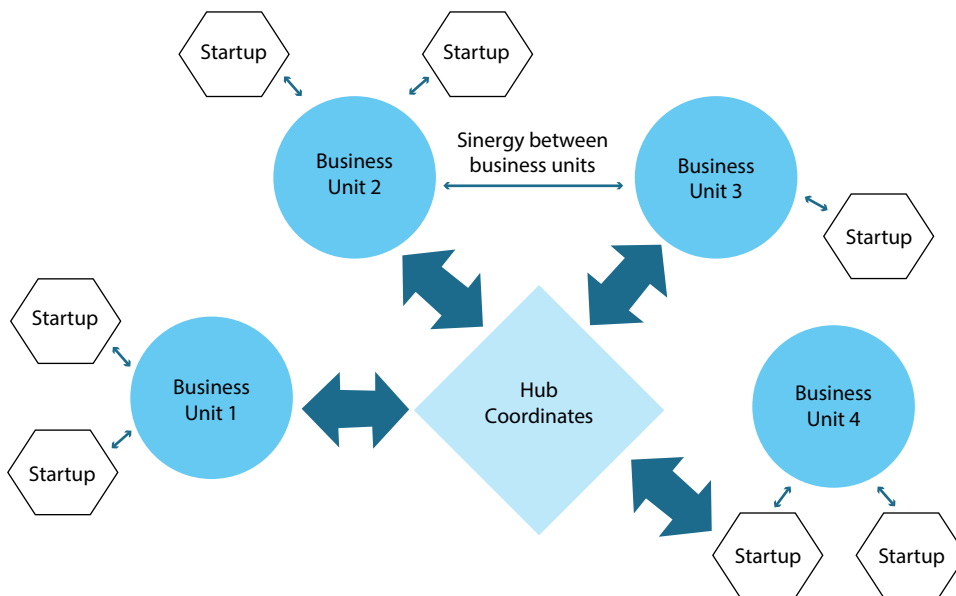 Startup
Startup
Business
Unit 2
Sinergy between
business units
Business
Unit 3
Startup
Startup
Business
Unit 1
Startup
Hub
Coordinates
Business
Unit 4
Startup
Startup